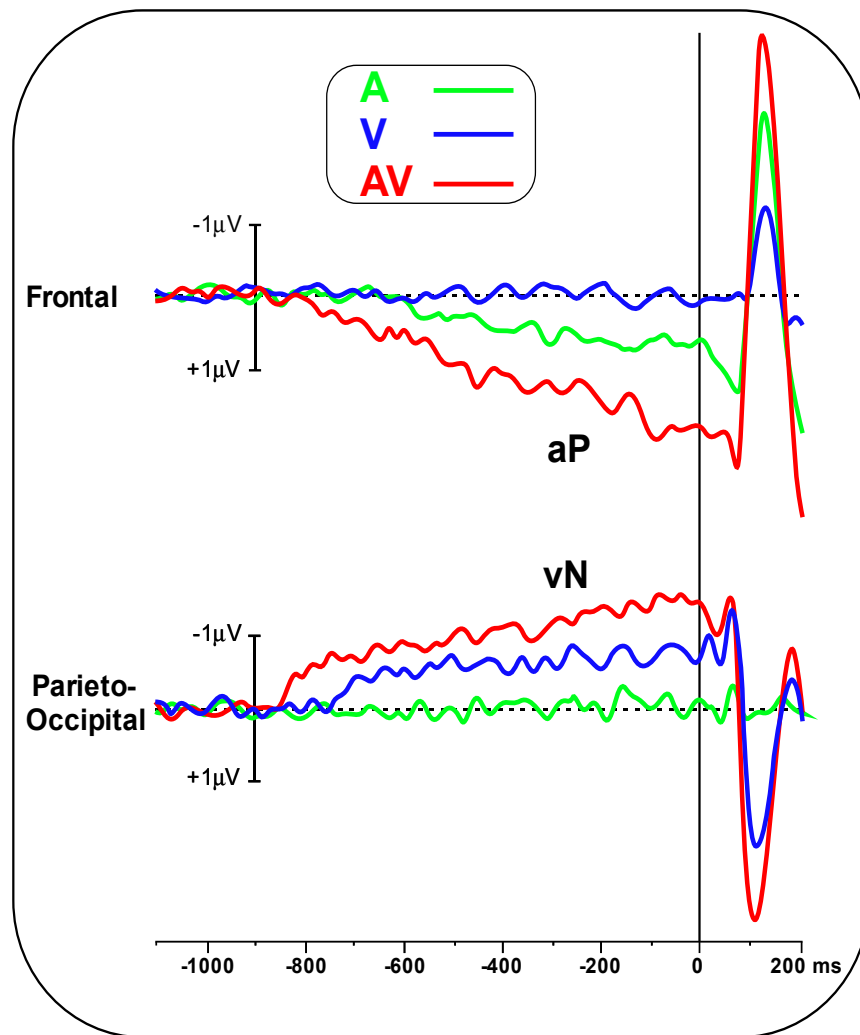 A
V
AV
-1μV
Frontal
+1μV
aP
vN
-1μV
Parieto-
Occipital
+1μV
-1000 -800 -600 -400 -200 0 200 ms